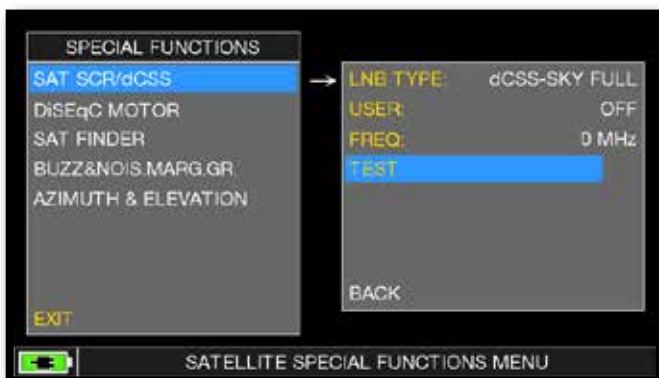 SPECIAL FUNCTIONS
SAT SCR/dCSS
DiSEqC MOTOR
SAT FINDER
BUZZ&NOIS.MARG.GR
AZIMUTH & ELEVATION
EXIT
→ LNB TYPE: dCSS-SKY FULL
USER: OFF
FREQ: 0 MHz
TEST
BACK
SATELLITE SPECIAL FUNCTIONS MENU